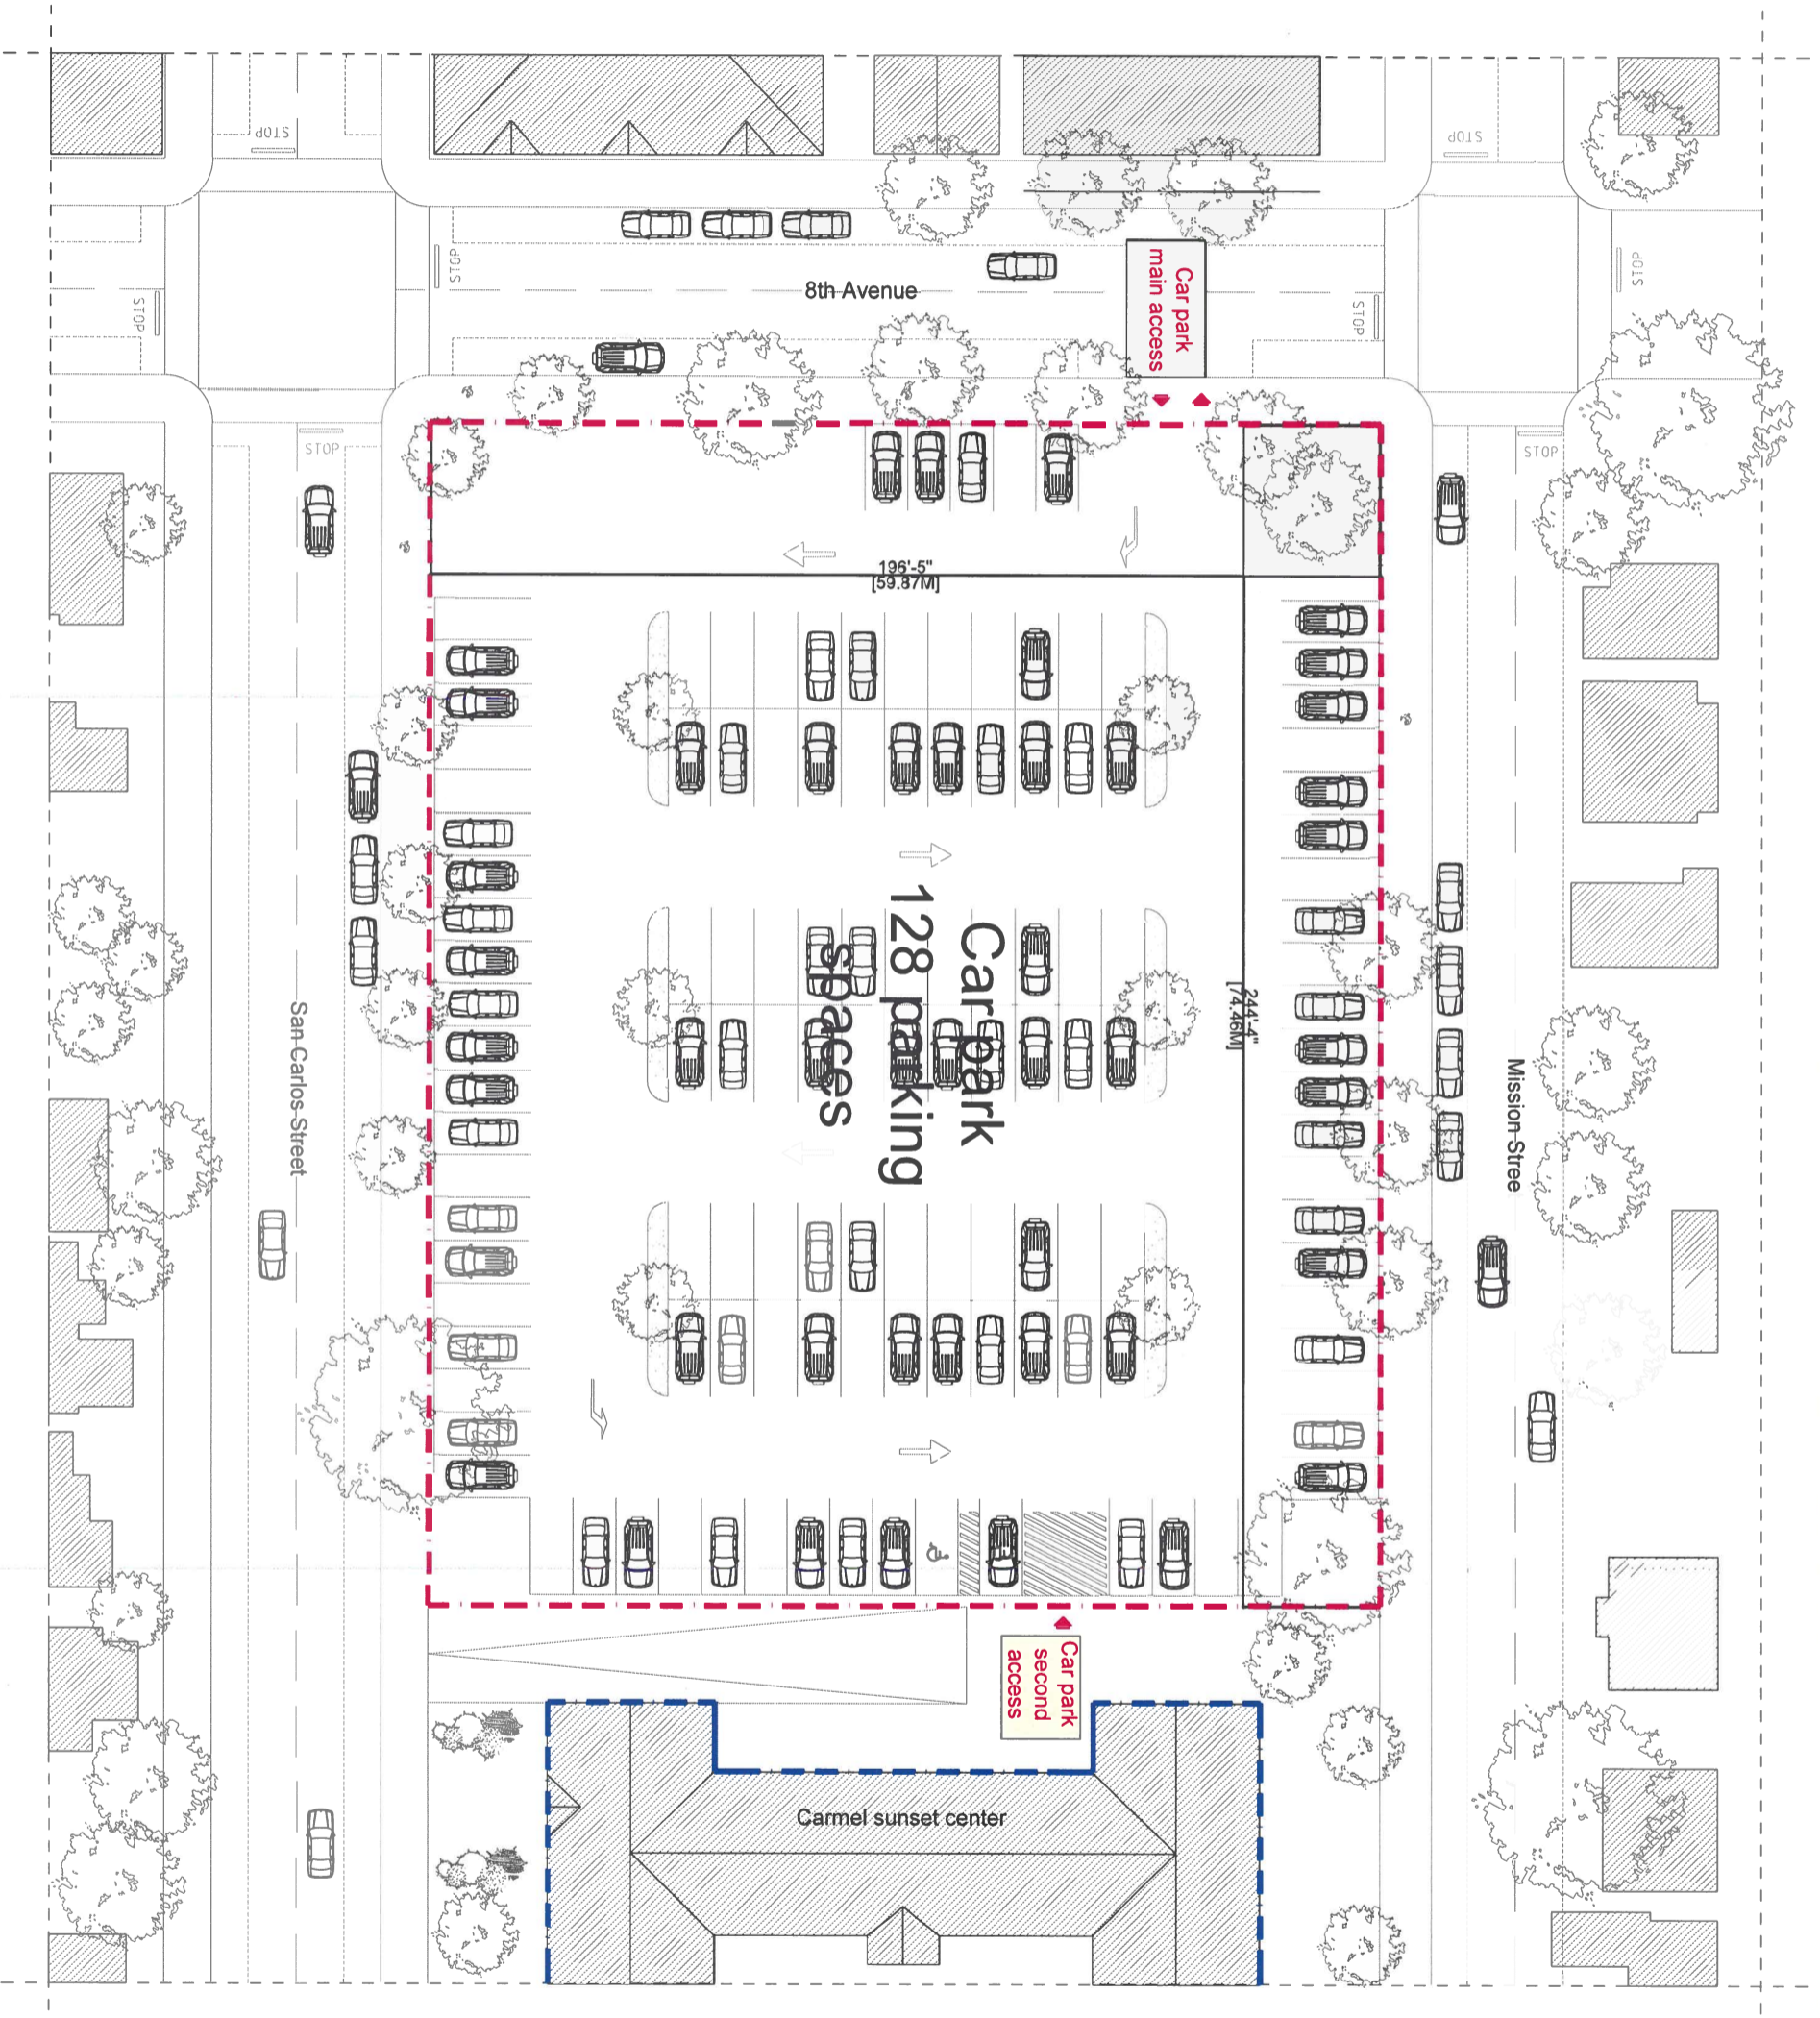 STOP
STOP
STOP
STOP
STOP
STOP
8th Avenue
Car park
main access
STOP
STOP
196'-5"
[59.87M]
Car park
128 parking
spaces
244'-4"
[74.46M]
San Carlos Street
Mission Stree
Car park
second
access
Carmel sunset center